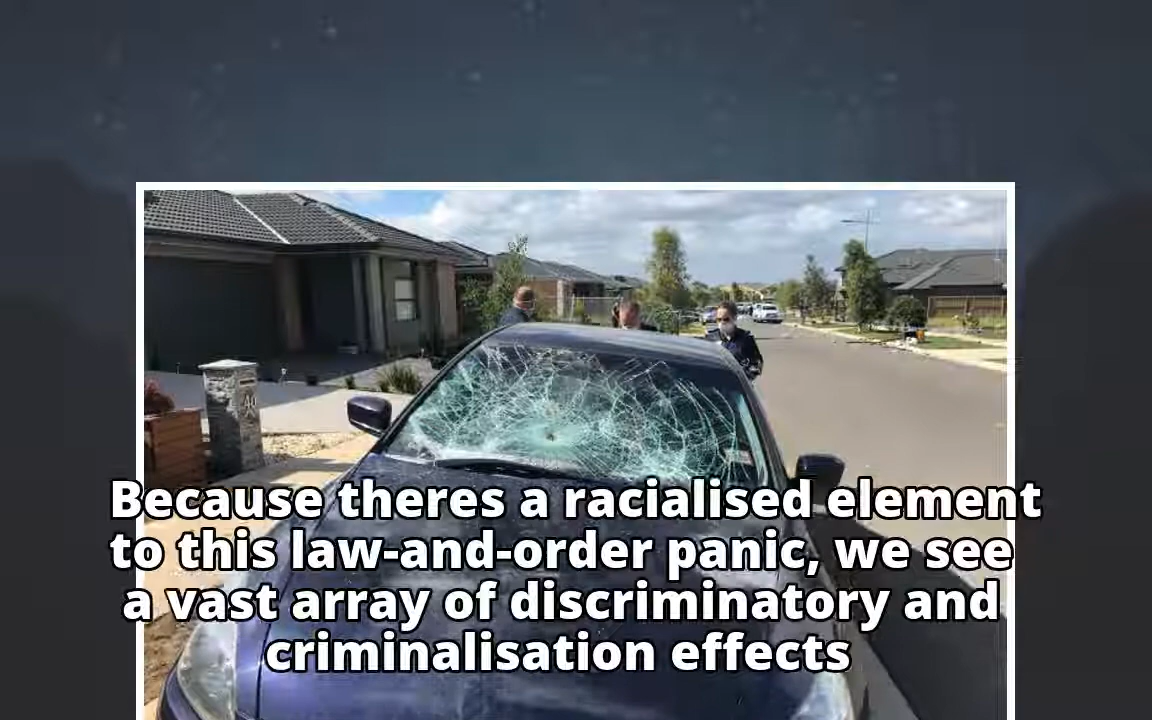 40
Because theres a racialised element
to this law-and-order panic, we see
a vast array of discriminatory and
criminalisation effects